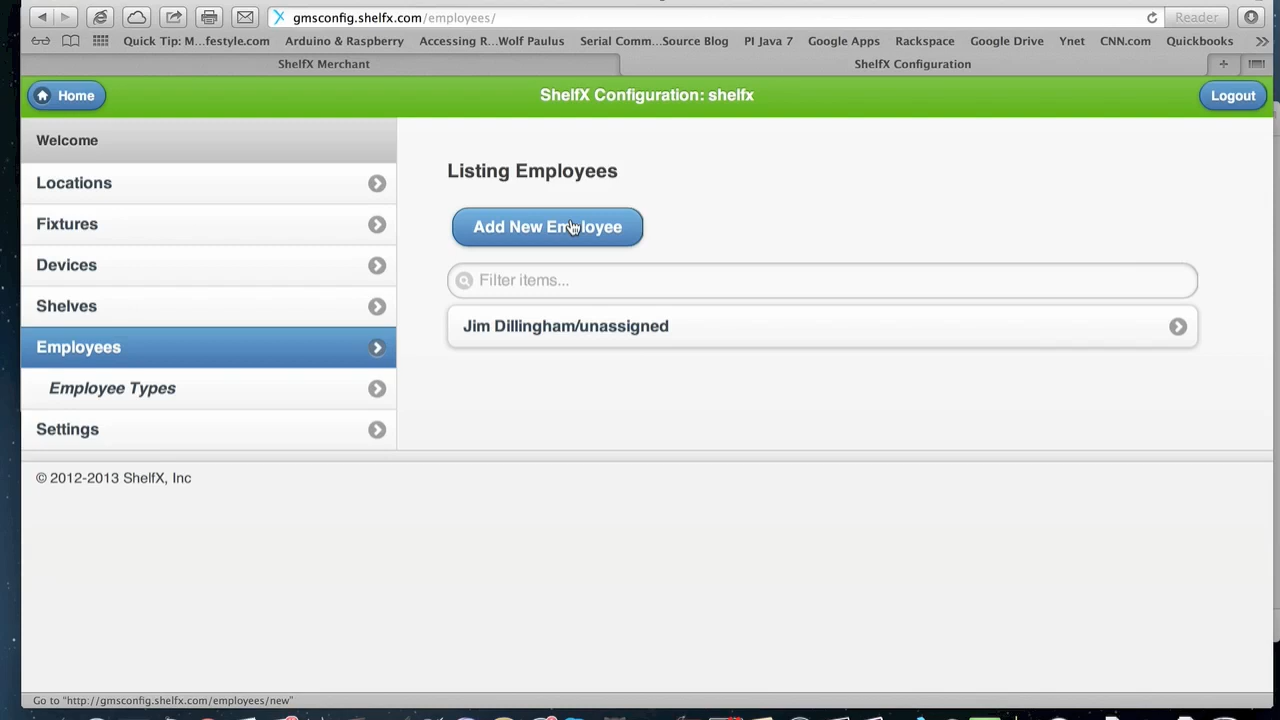 gmsconfig.shelfx.com/employees/
Reader
Quick Tip: M...festyle.com
Arduino & Raspberry
Accessing R...Wolf Paulus
Serial Comm...Source Blog
PI Java 7
Google Apps
Rackspace
Google Drive
Ynet
CNN.com
Quickbooks
ShelfX Merchant
ShelfX Configuration
Home
ShelfX Configuration: shelfx
Logout
Welcome
Locations
Fixtures
Devices
Shelves
Employees
Employee Types
Settings
Listing Employees
Add New Employee
Filter items...
Jim Dillingham/unassigned
© 2012-2013 ShelfX, Inc
Go to "http://gmsconfig.shelfx.com/employees/new"